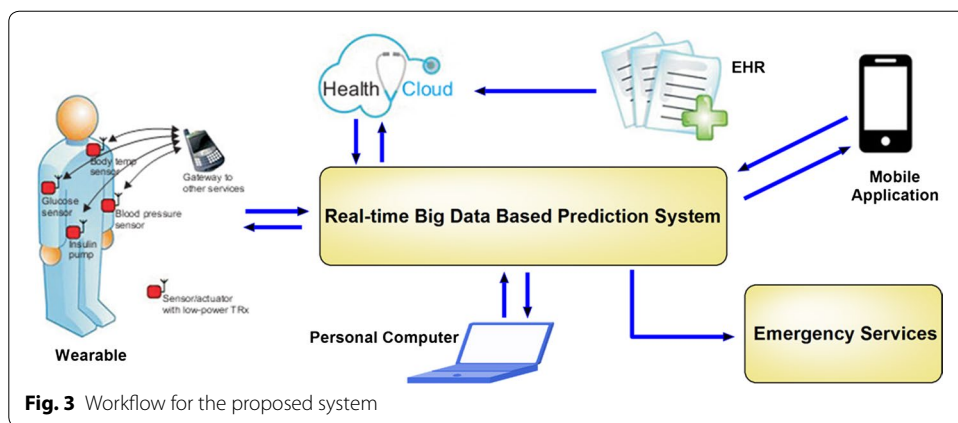 Health Cloud
EHR
Mobile
Application
Body temp
sensor
Gateway to
other services
Glucose
sensor
Blood pressure
sensor
Insulin
pump
Sensor/actuator
with low-power TRx
Wearable
Real-time Big Data Based Prediction System
Personal Computer
Emergency Services
Fig. 3 Workflow for the proposed system